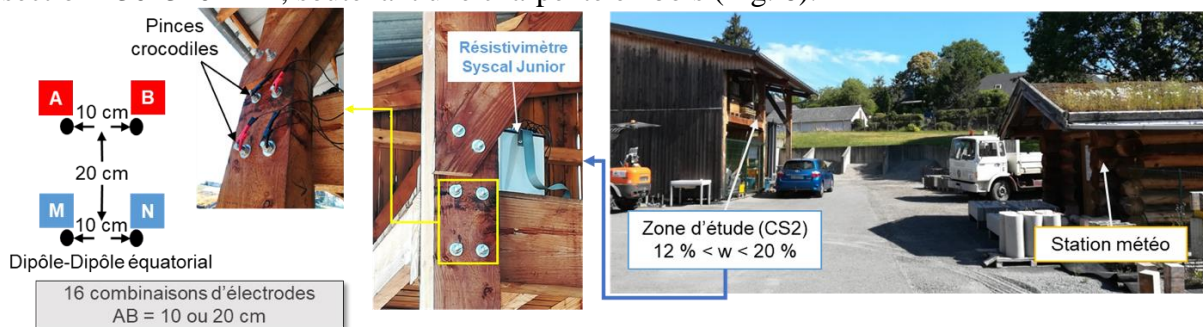 Pinces
crocodiles
A
B
10 cm
20 cm
M
N
10 cm
Dipôle-Dipôle équatorial
16 combinaisons d'électrodes
AB = 10 ou 20 cm
Résistivimètre
Syscal Junior
Zone d'étude (CS2)
12 % < w < 20 %
Station météo